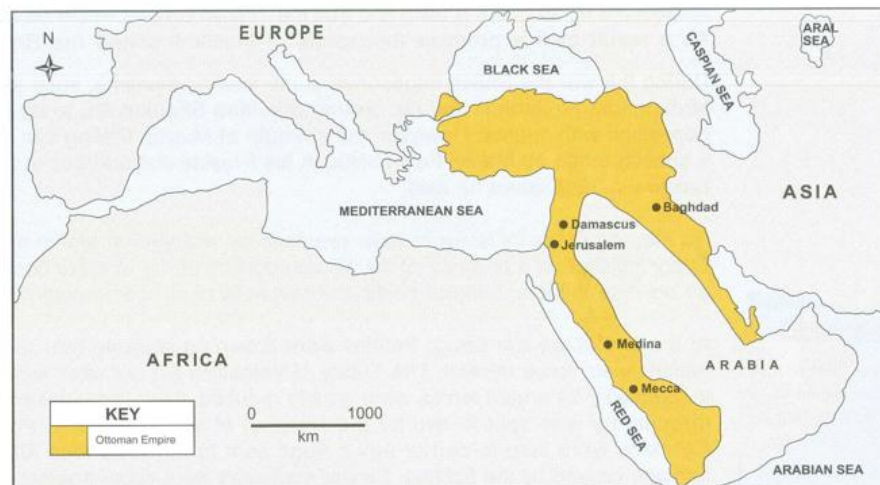 EUROPE
ARAL
SEA
N
CASPIAN SEA
BLACK SEA
ASIA
MEDITERRANEAN SEA
Baghdad
Damascus
Jerusalem
AFRICA
Medina
ARABIA
Mecca
RED SEA
KEY
Ottoman Empire
0
1000
km
ARABIAN SEA